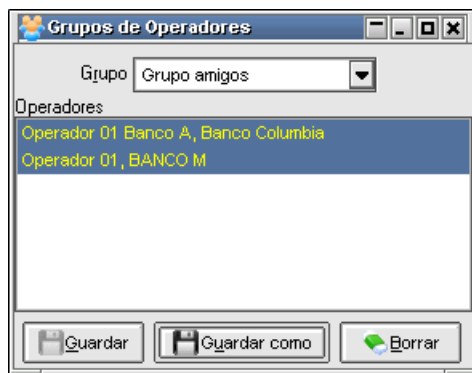 Grupos de Operadores
Grupo Grupo amigos
Operadores
Operador 01 Banco A, Banco Columbia
Operador 01, BANCO M
Guardar Guardar como Borrar